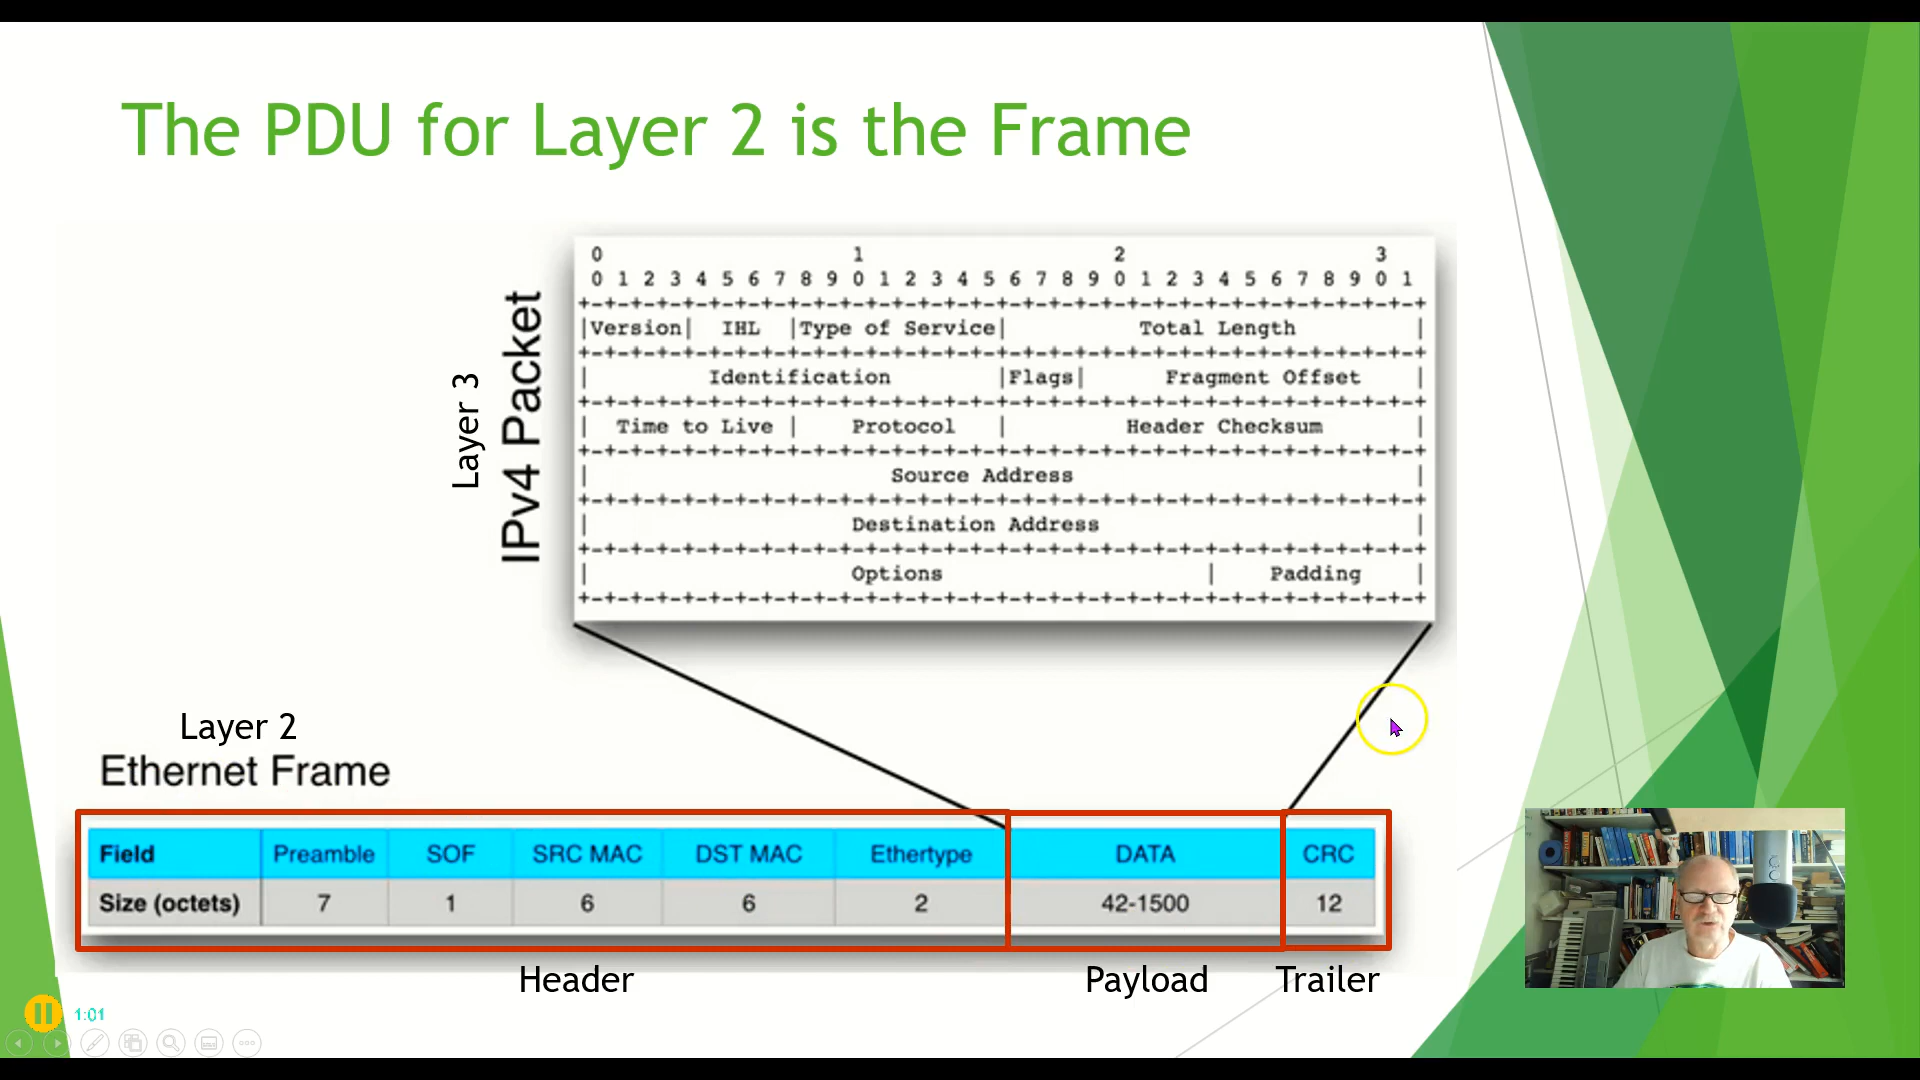 The PDU for Layer 2 is the Frame
Layer 3
IPv4 Packet
0 1 2 3
0 1 2 3 4 5 6 7 8 9 0 1 2 3 4 5 6 7 8 9 0 1 2 3 4 5 6 7 8 9 0 1
+-+-+-+-+-+-+-+-+-+-+-+-+-+-+-+-+-+-+-+-+-+-+-+-+-+-+-+-+-+-+-+-+
|Version| IHL |Type of Service| Total Length |
+-+-+-+-+-+-+-+-+-+-+-+-+-+-+-+-+-+-+-+-+-+-+-+-+-+-+-+-+-+-+-+-+
| Identification |Flags| Fragment Offset |
+-+-+-+-+-+-+-+-+-+-+-+-+-+-+-+-+-+-+-+-+-+-+-+-+-+-+-+-+-+-+-+-+
| Time to Live | Protocol | Header Checksum |
+-+-+-+-+-+-+-+-+-+-+-+-+-+-+-+-+-+-+-+-+-+-+-+-+-+-+-+-+-+-+-+-+
| Source Address |
+-+-+-+-+-+-+-+-+-+-+-+-+-+-+-+-+-+-+-+-+-+-+-+-+-+-+-+-+-+-+-+-+
| Destination Address |
+-+-+-+-+-+-+-+-+-+-+-+-+-+-+-+-+-+-+-+-+-+-+-+-+-+-+-+-+-+-+-+-+
| Options | Padding |
+-+-+-+-+-+-+-+-+-+-+-+-+-+-+-+-+-+-+-+-+-+-+-+-+-+-+-+-+-+-+-+-+
Layer 2
Ethernet Frame
Field Preamble SOF SRC MAC DST MAC Ethertype DATA CRC
Size (octets) 7 1 6 6 2 42-1500 12
Header Payload Trailer
1:01